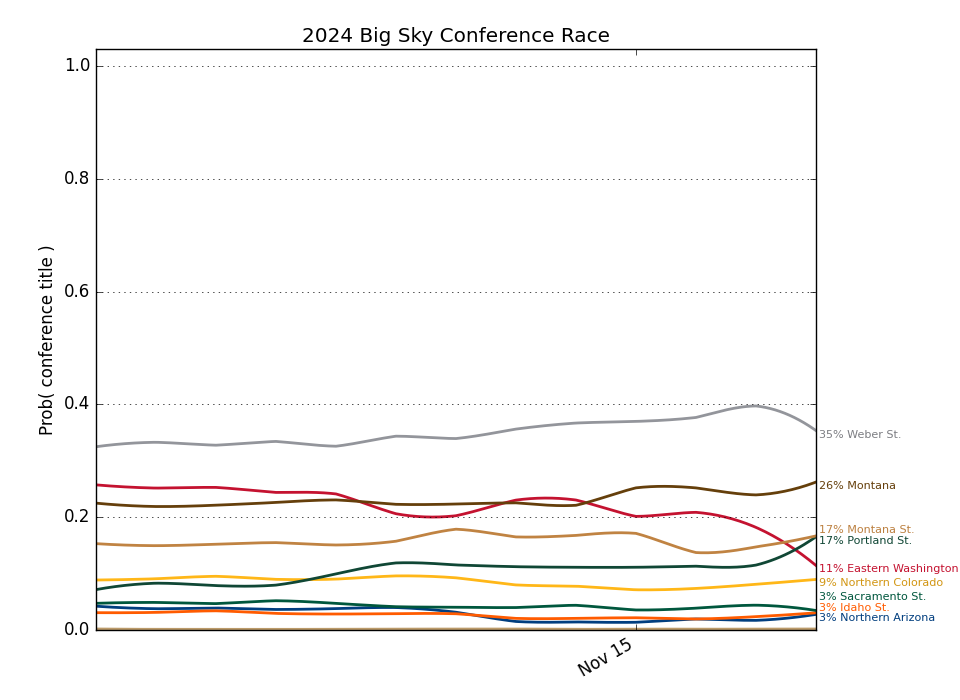 2024 Big Sky Conference Race
Prob( conference title )
1.0
0.8
0.6
0.4
0.2
0.0
Nov 15
35% Weber St.
26% Montana
17% Montana St.
17% Portland St.
11% Eastern Washington
9% Northern Colorado
3% Sacramento St.
3% Idaho St.
3% Northern Arizona